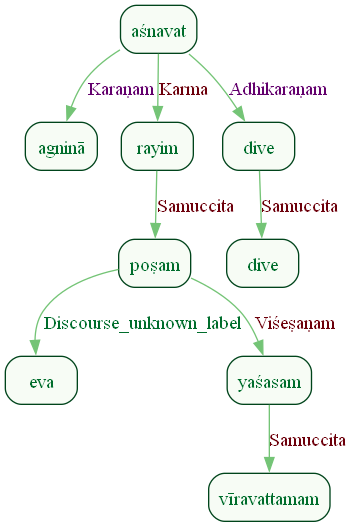 aśnavat
Karaṇam Karma Adhikaraṇam
agninā rayim dive
Samuccita Samuccita
poṣam dive
Discourse_unknown_label Viśeṣaṇam
eva yaśasam
Samuccita
vīravattamam